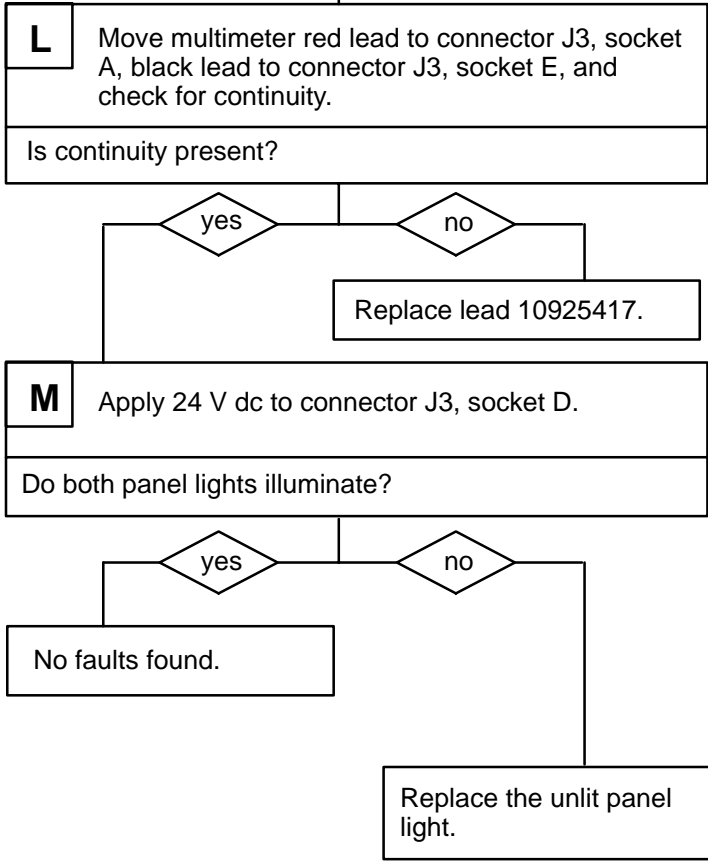 L
Move multimeter red lead to connector J3, socket
A, black lead to connector J3, socket E, and
check for continuity.
Is continuity present?
yes
no
Replace lead 10925417.
M
Apply 24 V dc to connector J3, socket D.
Do both panel lights illuminate?
yes
no
No faults found.
Replace the unlit panel
light.